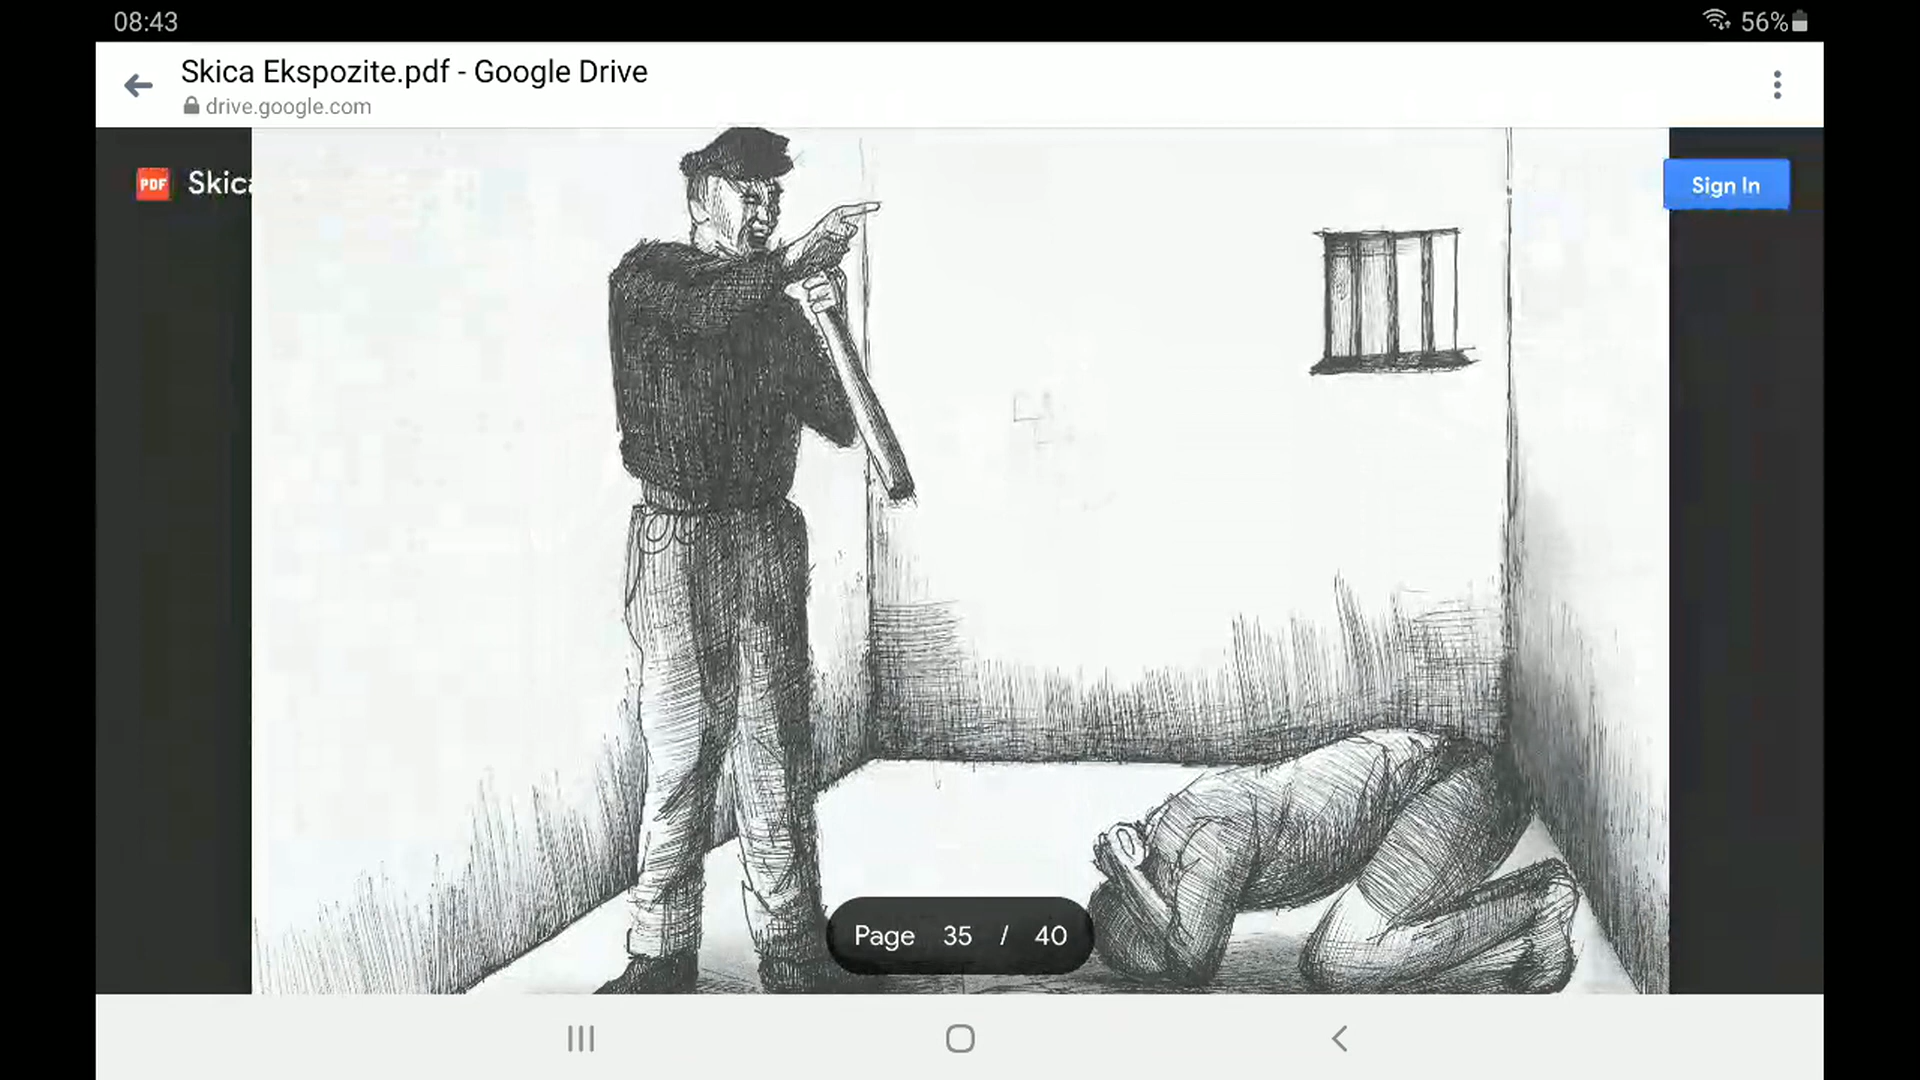 08:43
56%
Skica Ekspozite.pdf - Google Drive
drive.google.com
PDF Skica
Sign In
Page 35 / 40